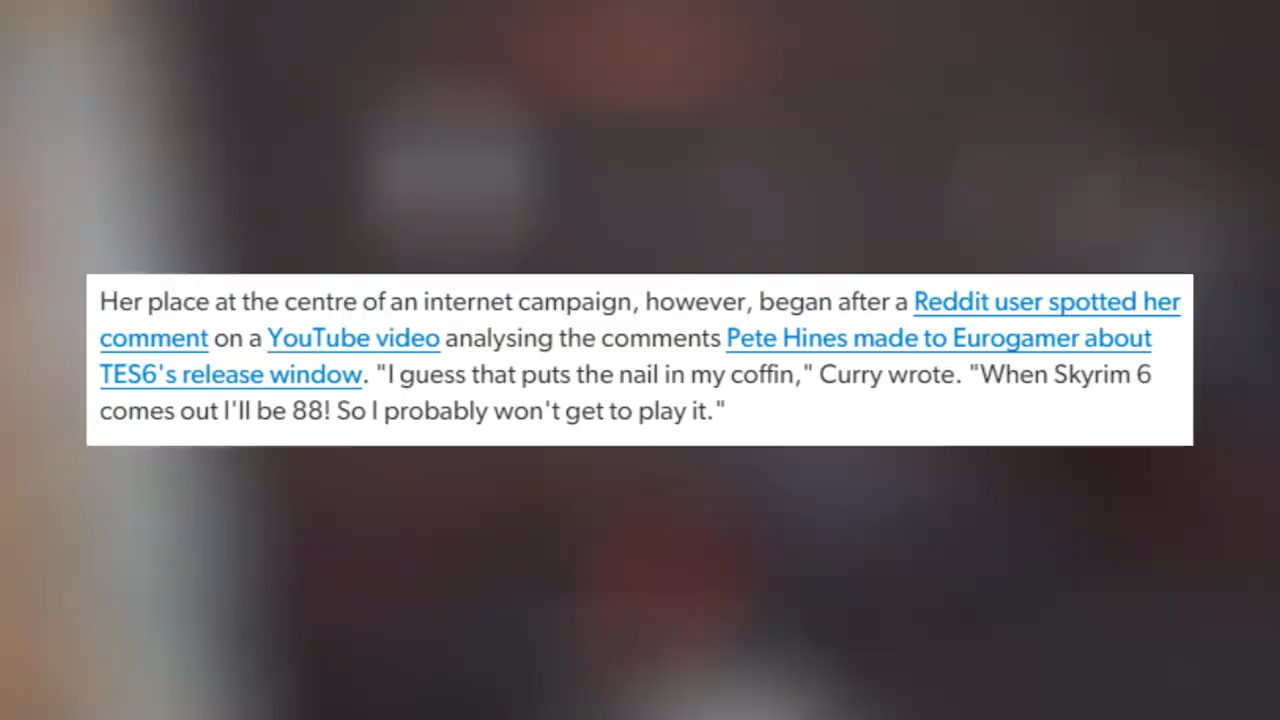 Her place at the centre of an internet campaign, however, began after a Reddit user spotted her
comment on a YouTube video analysing the comments Pete Hines made to Eurogamer about
TES6's release window. "I guess that puts the nail in my coffin," Curry wrote. "When Skyrim 6
comes out I'll be 88! So I probably won't get to play it."